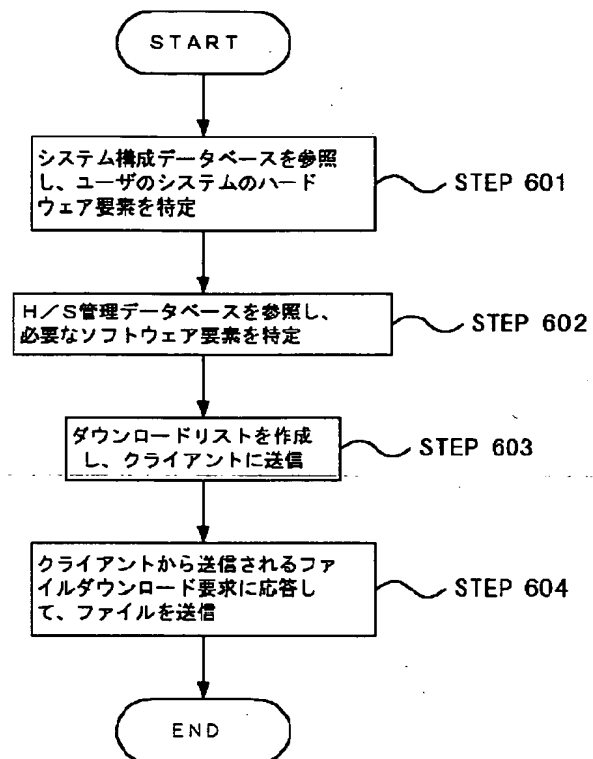 START
システム構成データベースを参照
し、ユーザのシステムのハード
ウェア要素を特定
STEP 601
H/S管理データベースを参照し、
必要なソフトウェア要素を特定
STEP 602
ダウンロードリストを作成
し、クライアントに送信
STEP 603
クライアントから送信されるファ
イルダウンロード要求に応答し
て、ファイルを送信
STEP 604
END